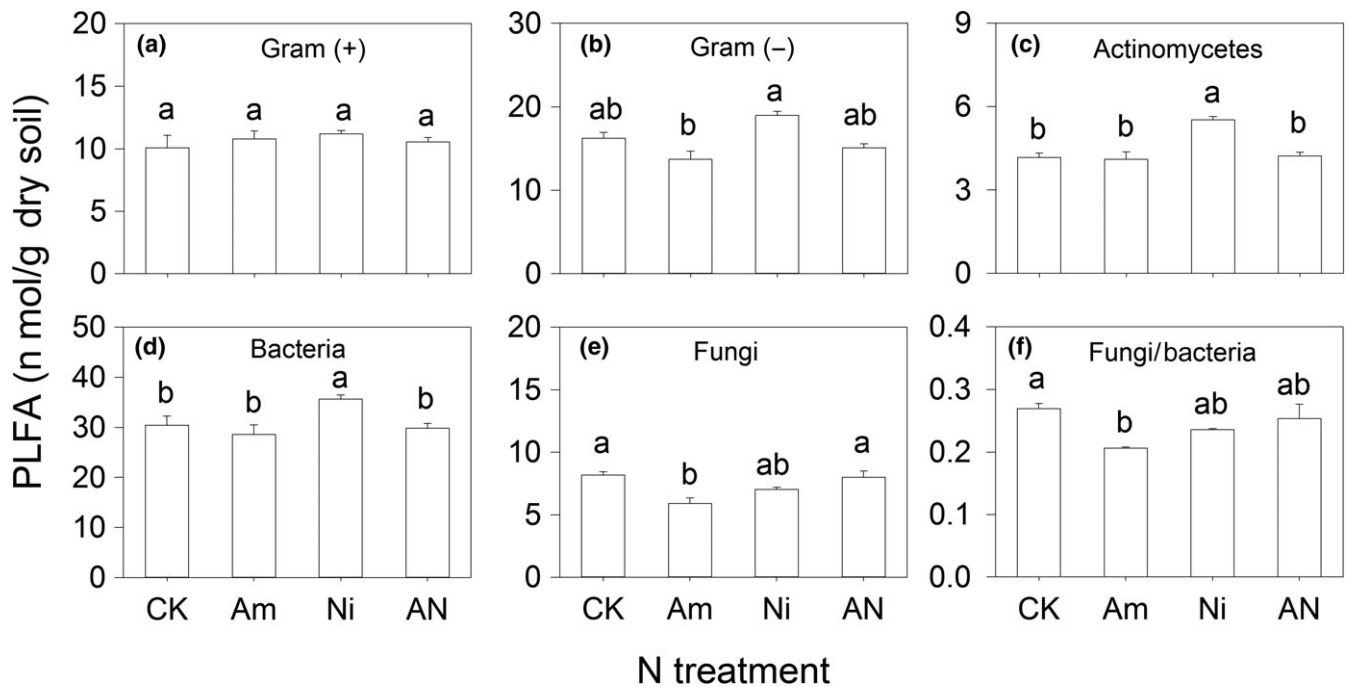 PLFA (n mol/g dry soil)
(a) Gram (+)
20
15
10
5
0
a a a a
(b) Gram (–)
30
20
10
0
ab b a ab
(c) Actinomycetes
9
6
3
0
b b a b
(d) Bacteria
50
40
30
20
10
0
b b a b
CK Am Ni AN
(e) Fungi
20
15
10
5
0
a b ab a
CK Am Ni AN
(f) Fungi/bacteria
0.4
0.3
0.2
0.1
0.0
a b ab ab
CK Am Ni AN
N treatment